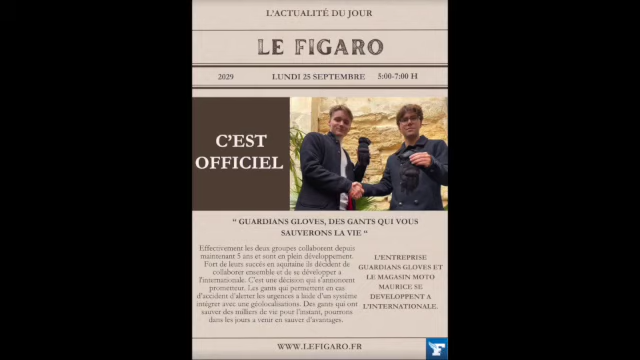 L'ACTUALITÉ DU JOUR
LE FIGARO
2029 LUNDI 25 SEPTEMBRE 5:00-7:00 H
C'EST
OFFICIEL
" GUARDIANS GLOVES, DES GANTS QUI VOUS
SAUVERONS LA VIE "
Effectivement les deux groupes collaborent depuis
maintenant 5 ans et sont en plein développement.
Fort de leurs succès en aquitaine ils décident de
collaborer ensemble et de se développer a
l'internationale. C'est une décision qui s'annoncent
prometteur. Les gants qui permettent en cas
d'accident d'alerter les urgences a laide d'un système
intégrer avec une géolocalisations. Des gants qui ont
sauver des milliers de vie pour l'instant, pourrons
dans les jours a venir en sauver d'avantages.
L'ENTREPRISE
GUARDIANS GLOVES ET
LE MAGASIN MOTO
MAURICE SE
DEVELOPPENT A
L'INTERNATIONALE.
WWW.LEFIGARO.FR